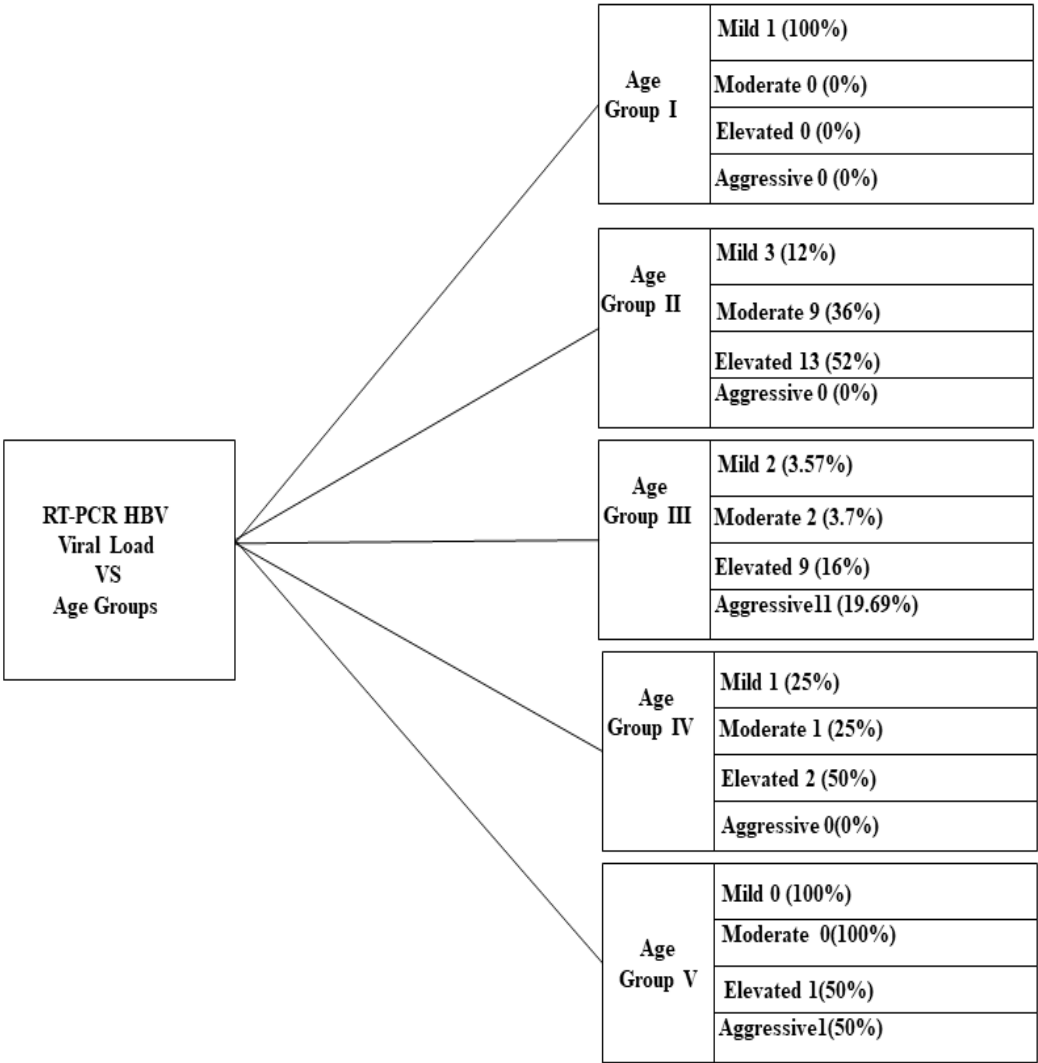 RT-PCR HBV
Viral Load
VS
Age Groups
Age
Group I
Mild 1 (100%)
Moderate 0 (0%)
Elevated 0 (0%)
Aggressive 0 (0%)
Age
Group II
Mild 3 (12%)
Moderate 9 (36%)
Elevated 13 (52%)
Aggressive 0 (0%)
Age
Group III
Mild 2 (3.57%)
Moderate 2 (3.7%)
Elevated 9 (16%)
Aggressive11 (19.69%)
Age
Group IV
Mild 1 (25%)
Moderate 1 (25%)
Elevated 2 (50%)
Aggressive 0(0%)
Age
Group V
Mild 0 (100%)
Moderate 0(100%)
Elevated 1(50%)
Aggressive1(50%)